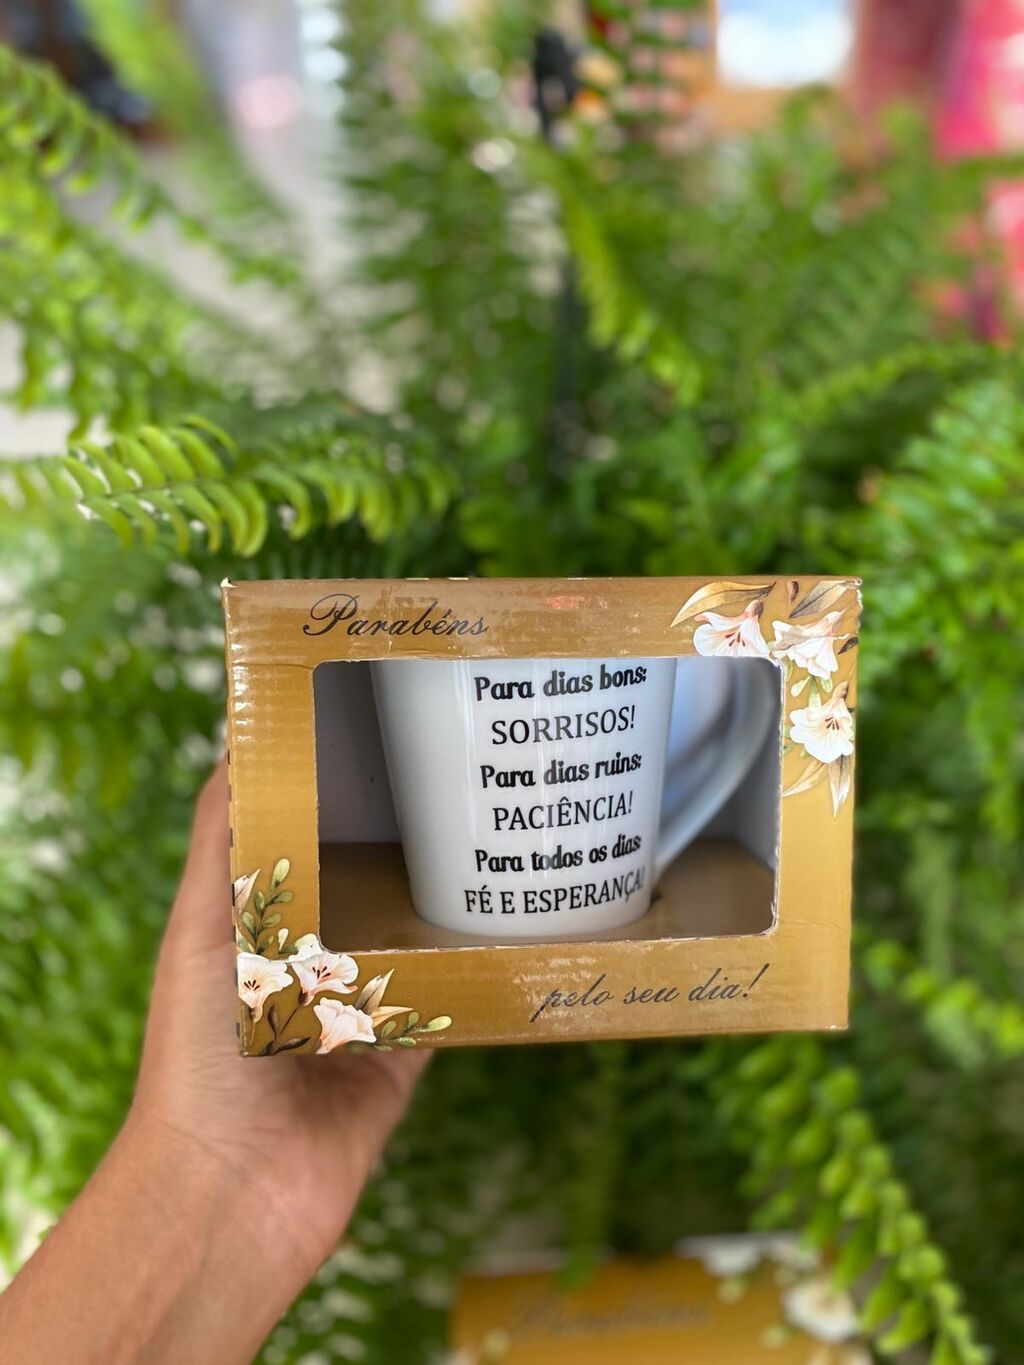 Parabéns
Para dias bons:
SORRISOS!
Para dias ruins:
PACIÊNCIA!
Para todos os dias:
FÉ E ESPERANÇA!
pelo seu dia!